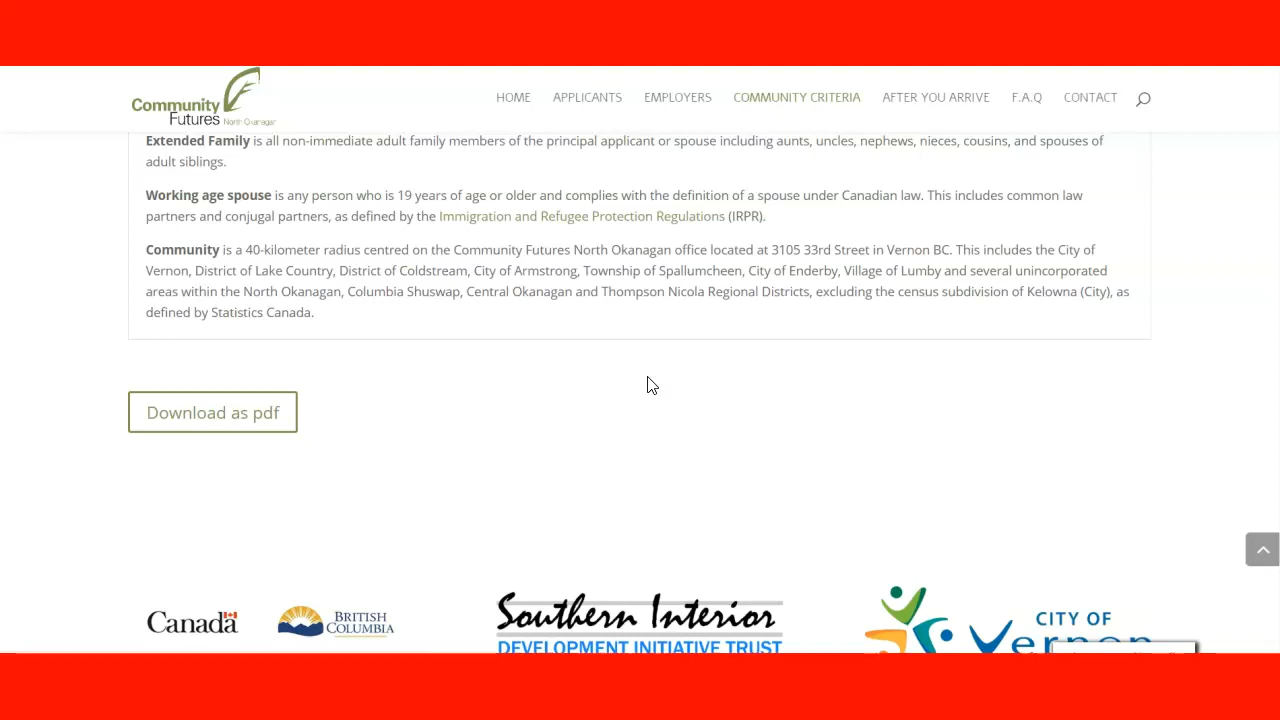 Community Futures North Okanagan
HOME APPLICANTS EMPLOYERS COMMUNITY CRITERIA AFTER YOU ARRIVE F.A.Q CONTACT
Extended Family is all non-immediate adult family members of the principal applicant or spouse including aunts, uncles, nephews, nieces, cousins, and spouses of
adult siblings.
Working age spouse is any person who is 19 years of age or older and complies with the definition of a spouse under Canadian law. This includes common law
partners and conjugal partners, as defined by the Immigration and Refugee Protection Regulations (IRPR).
Community is a 40-kilometer radius centred on the Community Futures North Okanagan office located at 3105 33rd Street in Vernon BC. This includes the City of
Vernon, District of Lake Country, District of Coldstream, City of Armstrong, Township of Spallumcheen, City of Enderby, Village of Lumby and several unincorporated
areas within the North Okanagan, Columbia Shuswap, Central Okanagan and Thompson Nicola Regional Districts, excluding the census subdivision of Kelowna (City), as
defined by Statistics Canada.
Download as pdf
Canada
BRITISH
COLUMBIA
Southern Interior
DEVELOPMENT INITIATIVE TRUST
CITY OF
Vernon